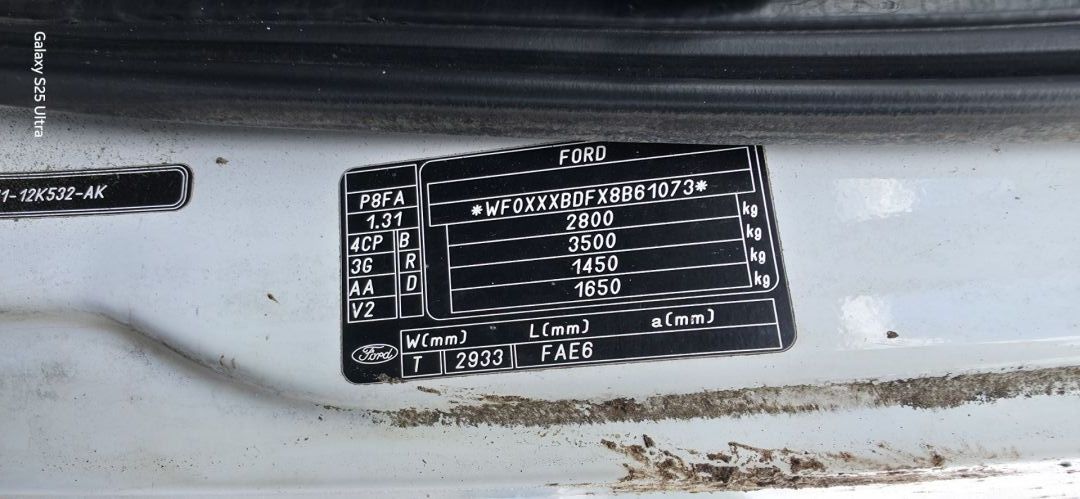 Galaxy S25 Ultra
1-12K532-AK
FORD
P8FA
*WF0XXXBDFX8B61073*
1.31
2800 kg
4CP B
3500 kg
3G R
1450 kg
AA D
1650 kg
V2
W(mm) L(mm) a(mm)
Ford
T 2933 FAE6